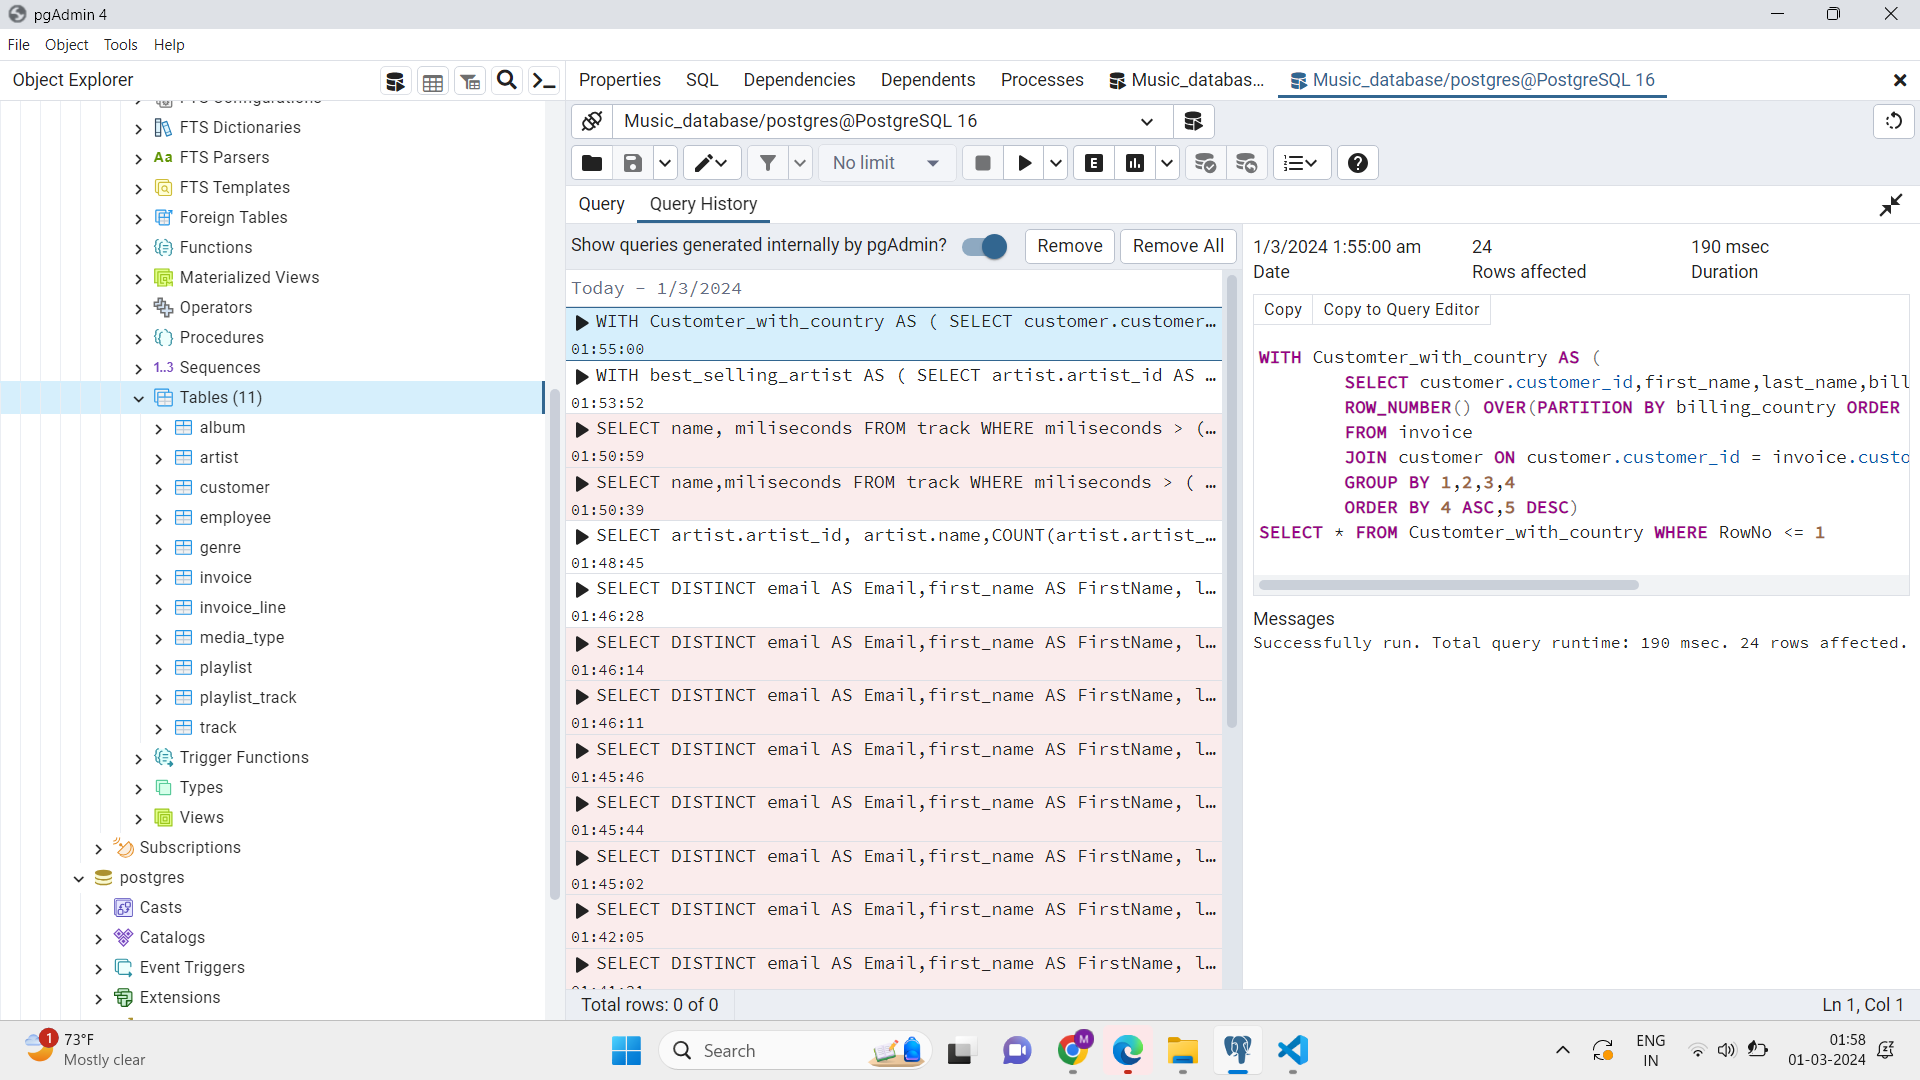 pgAdmin 4
File Object Tools Help
Object Explorer
FTS Configurations
FTS Dictionaries
Aa FTS Parsers
FTS Templates
Foreign Tables
Functions
Materialized Views
Operators
Procedures
1..3 Sequences
Tables (11)
album
artist
customer
employee
genre
invoice
invoice_line
media_type
playlist
playlist_track
track
Trigger Functions
Types
Views
Subscriptions
postgres
Casts
Catalogs
Event Triggers
Extensions
Properties SQL Dependencies Dependents Processes Music_databas... Music_database/postgres@PostgreSQL 16
Music_database/postgres@PostgreSQL 16
No limit
E
Query Query History
Show queries generated internally by pgAdmin? Remove Remove All
Today - 1/3/2024
WITH Customter_with_country AS ( SELECT customer.customer…
01:55:00
WITH best_selling_artist AS ( SELECT artist.artist_id AS …
01:53:52
SELECT name, miliseconds FROM track WHERE miliseconds > (…
01:50:59
SELECT name,miliseconds FROM track WHERE miliseconds > ( …
01:50:39
SELECT artist.artist_id, artist.name,COUNT(artist.artist_…
01:48:45
SELECT DISTINCT email AS Email,first_name AS FirstName, l…
01:46:28
SELECT DISTINCT email AS Email,first_name AS FirstName, l…
01:46:14
SELECT DISTINCT email AS Email,first_name AS FirstName, l…
01:46:11
SELECT DISTINCT email AS Email,first_name AS FirstName, l…
01:45:46
SELECT DISTINCT email AS Email,first_name AS FirstName, l…
01:45:44
SELECT DISTINCT email AS Email,first_name AS FirstName, l…
01:45:02
SELECT DISTINCT email AS Email,first_name AS FirstName, l…
01:42:05
SELECT DISTINCT email AS Email,first_name AS FirstName, l…
1/3/2024 1:55:00 am 24 190 msec
Date Rows affected Duration
Copy Copy to Query Editor
WITH Customter_with_country AS (
SELECT customer.customer_id,first_name,last_name,bill
ROW_NUMBER() OVER(PARTITION BY billing_country ORDER
FROM invoice
JOIN customer ON customer.customer_id = invoice.custo
GROUP BY 1,2,3,4
ORDER BY 4 ASC,5 DESC)
SELECT * FROM Customter_with_country WHERE RowNo <= 1
Messages
Successfully run. Total query runtime: 190 msec. 24 rows affected.
Total rows: 0 of 0
Ln 1, Col 1
1
73°F
Mostly clear
Search
M
ENG
IN
01:58
01-03-2024